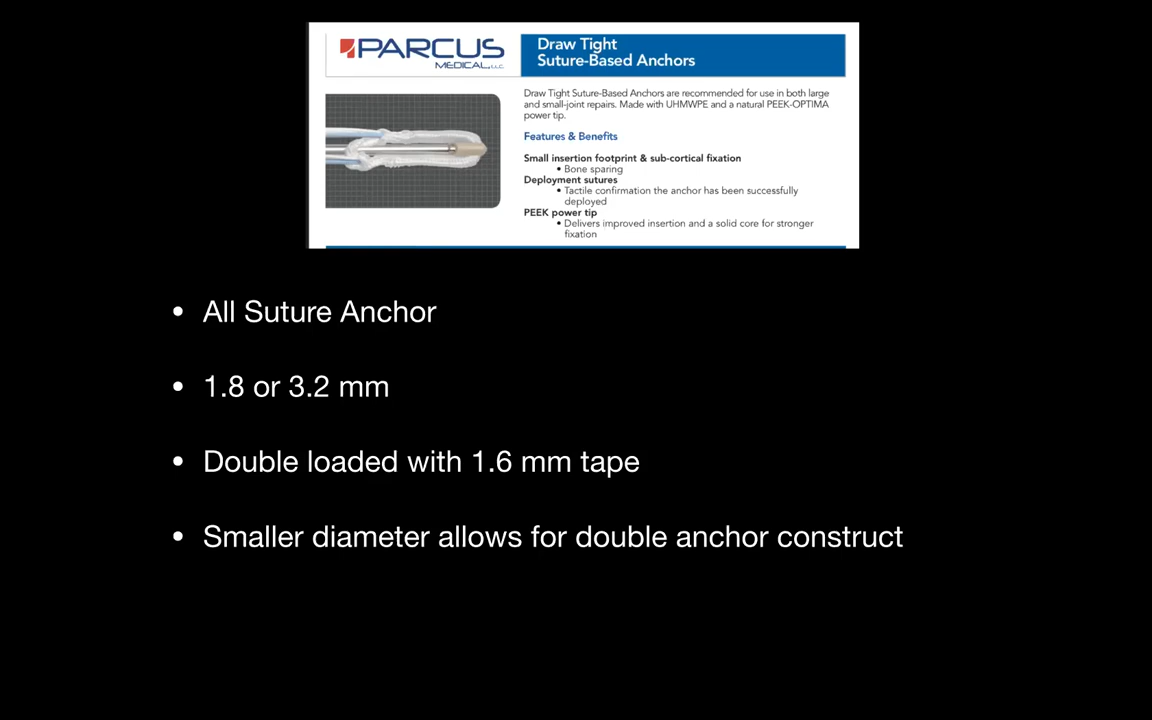 PARCUS
MEDICAL, LLC
Draw Tight
Suture-Based Anchors
Draw Tight Suture-Based Anchors are recommended for use in both large
and small-joint repairs. Made with UHMWPE and a natural PEEK-OPTIMA
power tip.
Features & Benefits
Small insertion footprint & sub-cortical fixation
• Bone sparing
Deployment sutures
• Tactile confirmation the anchor has been successfully
deployed
PEEK power tip
• Delivers improved insertion and a solid core for stronger
fixation
• All Suture Anchor
• 1.8 or 3.2 mm
• Double loaded with 1.6 mm tape
• Smaller diameter allows for double anchor construct